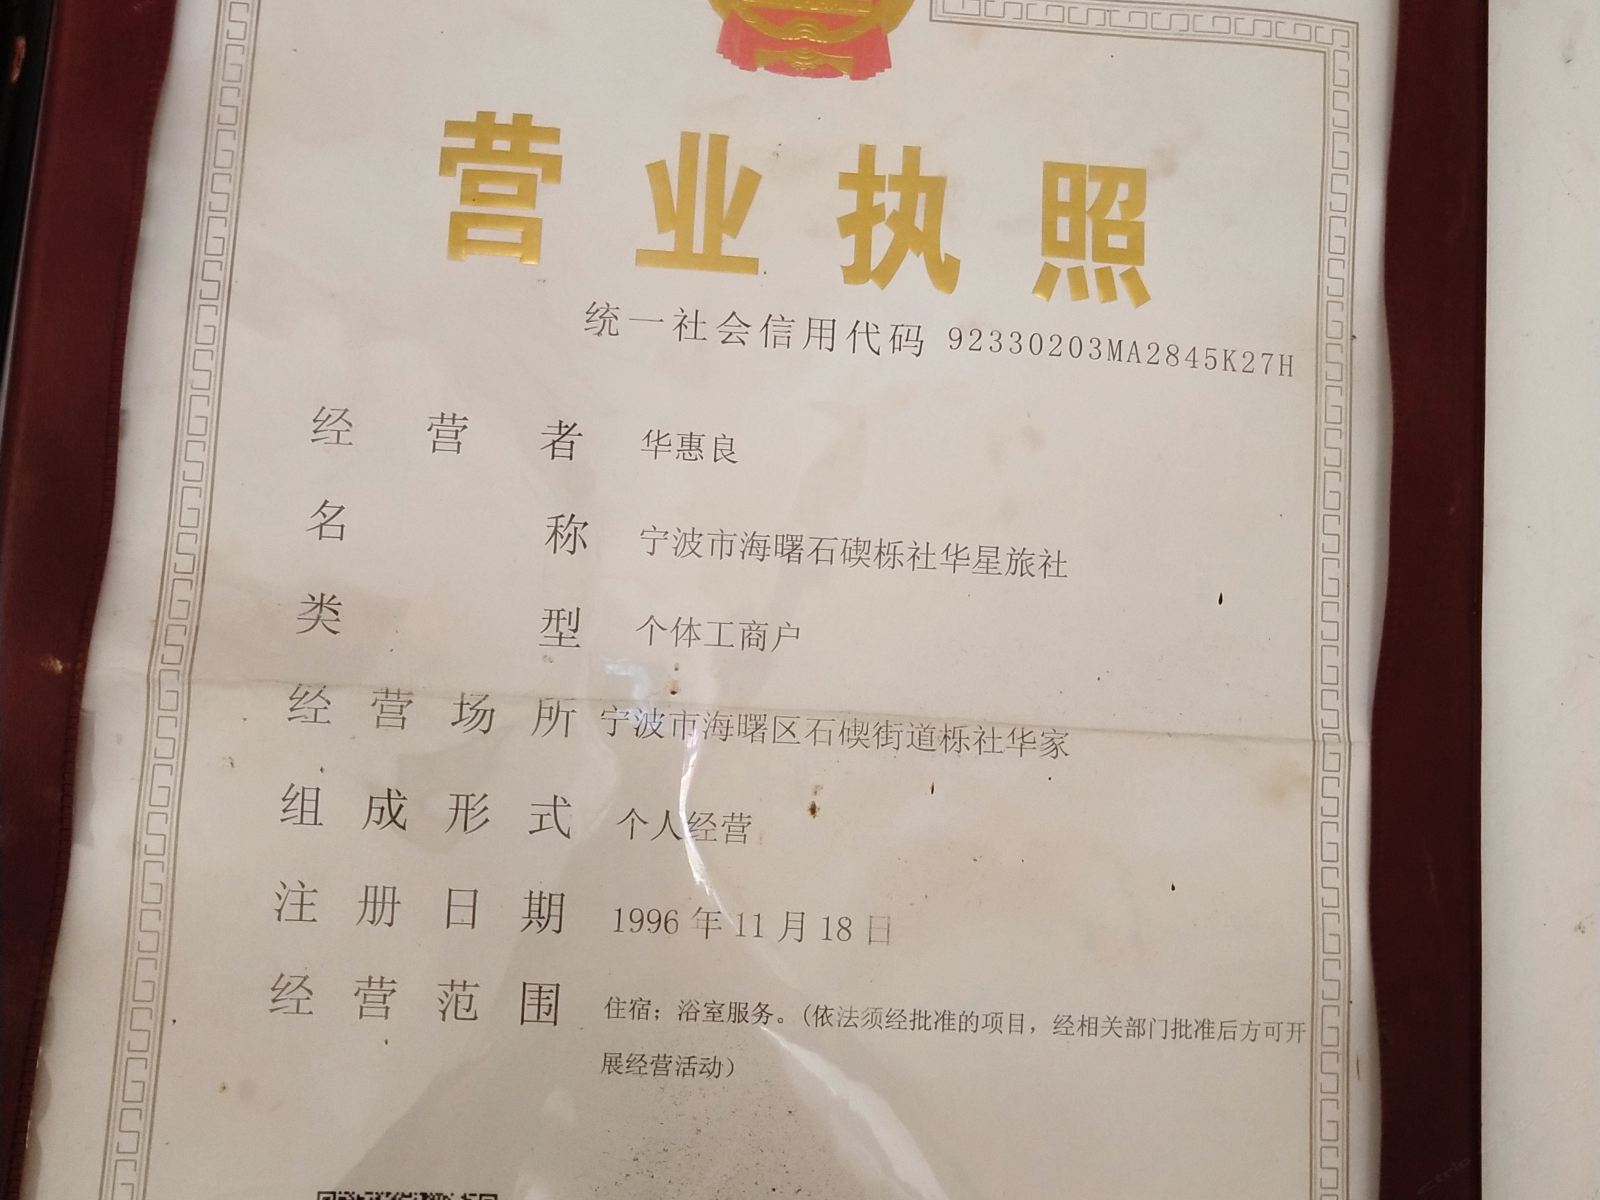 营业执照
统一社会信用代码 92330203MA2845K27H
经营者 华惠良
名称 宁波市海曙石碶栎社华星旅社
类型 个体工商户
经营场所 宁波市海曙区石碶街道栎社华家
组成形式 个人经营
注册日期 1996年11月18日
经营范围 住宿；浴室服务。(依法须经批准的项目，经相关部门批准后方可开
展经营活动)